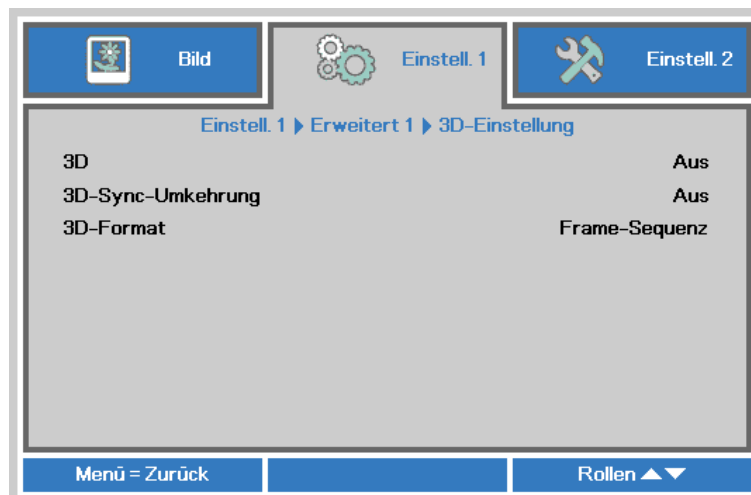 Bild
Einstell. 1
Einstell. 2
Einstell. 1 ▶ Erweitert 1 ▶ 3D-Einstellung
3D Aus
3D-Sync-Umkehrung Aus
3D-Format Frame-Sequenz
Menü = Zurück
Rollen ▲▼